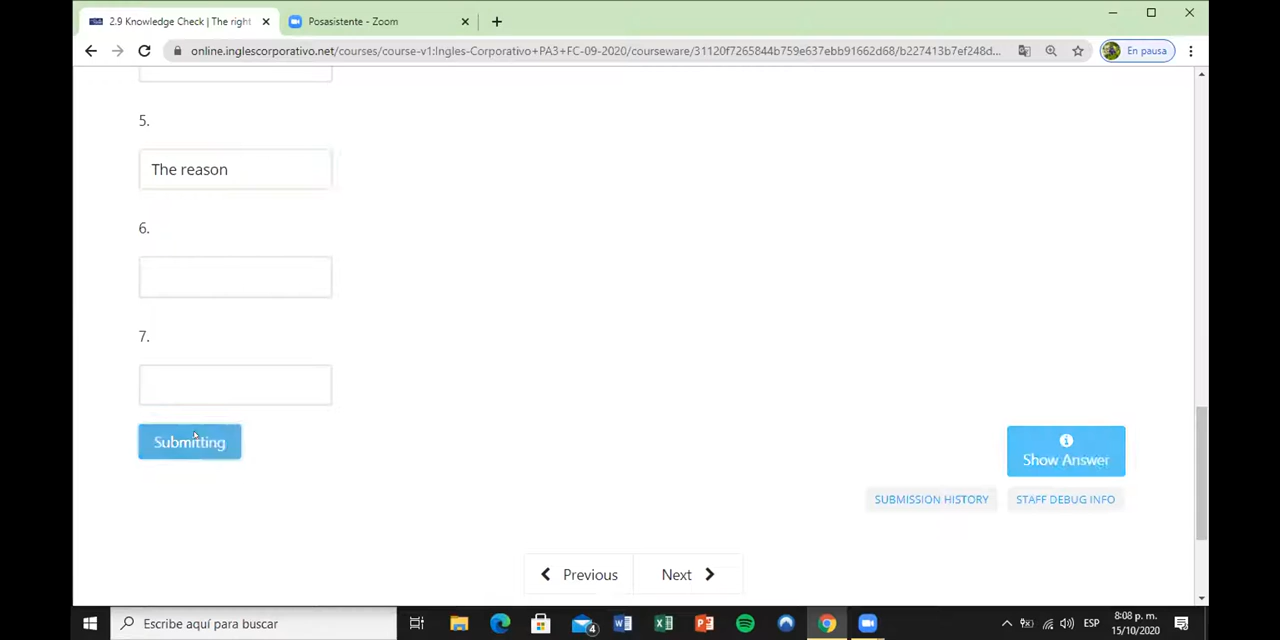 2.9 Knowledge Check | The right
Posasistente - Zoom
online.inglescorporativo.net/courses/course-v1:Ingles-Corporativo+PA3+FC-09-2020/courseware/31120f7265844b759e637ebb91662d68/b227413b7ef248d...
En pausa
5.
The reason
6.
7.
Submitting
Show Answer
SUBMISSION HISTORY
STAFF DEBUG INFO
Previous
Next
Escribe aquí para buscar
4
ESP
8:08 p. m.
15/10/2020